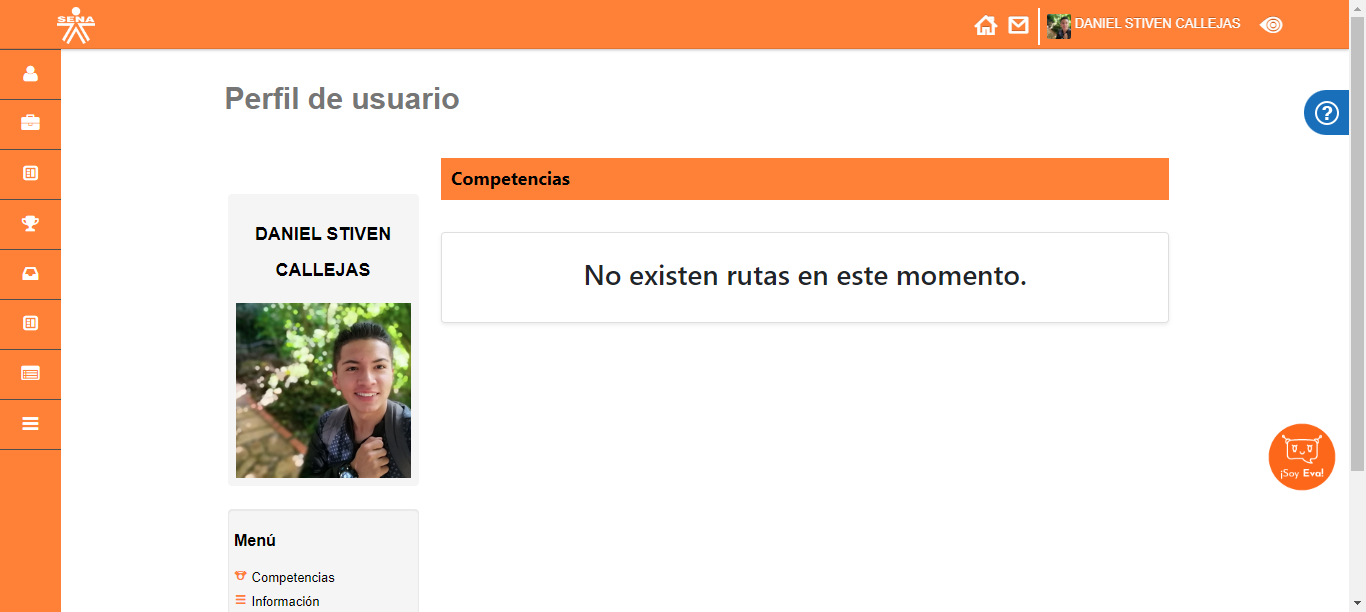 SENA
DANIEL STIVEN CALLEJAS
Perfil de usuario
Competencias
DANIEL STIVEN
CALLEJAS
No existen rutas en este momento.
¡Soy Eva!
Menú
Competencias
Información